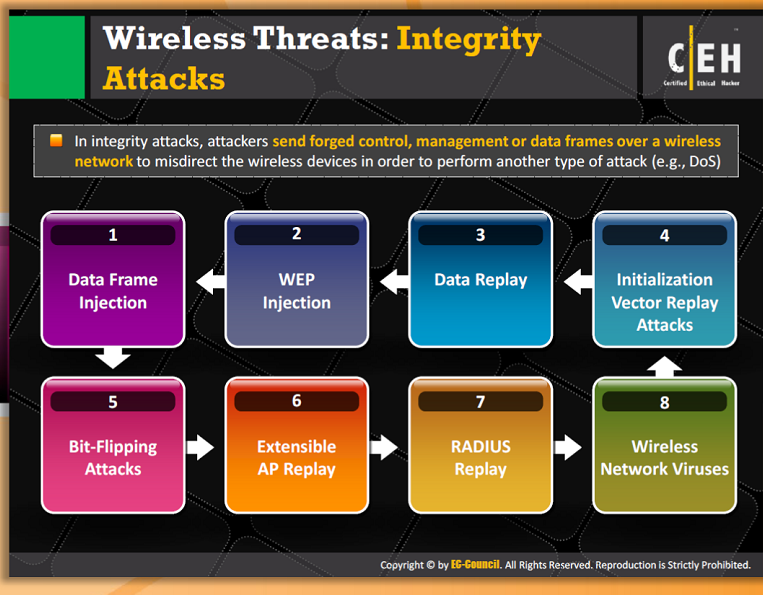 Wireless Threats: Integrity
Attacks
C|EH
Certified Ethical Hacker
In integrity attacks, attackers send forged control, management or data frames over a wireless
network to misdirect the wireless devices in order to perform another type of attack (e.g., DoS)
1
Data Frame
Injection
2
WEP
Injection
3
Data Replay
4
Initialization
Vector Replay
Attacks
5
Bit-Flipping
Attacks
6
Extensible
AP Replay
7
RADIUS
Replay
8
Wireless
Network Viruses
Copyright © by EG-Council. All Rights Reserved. Reproduction is Strictly Prohibited.